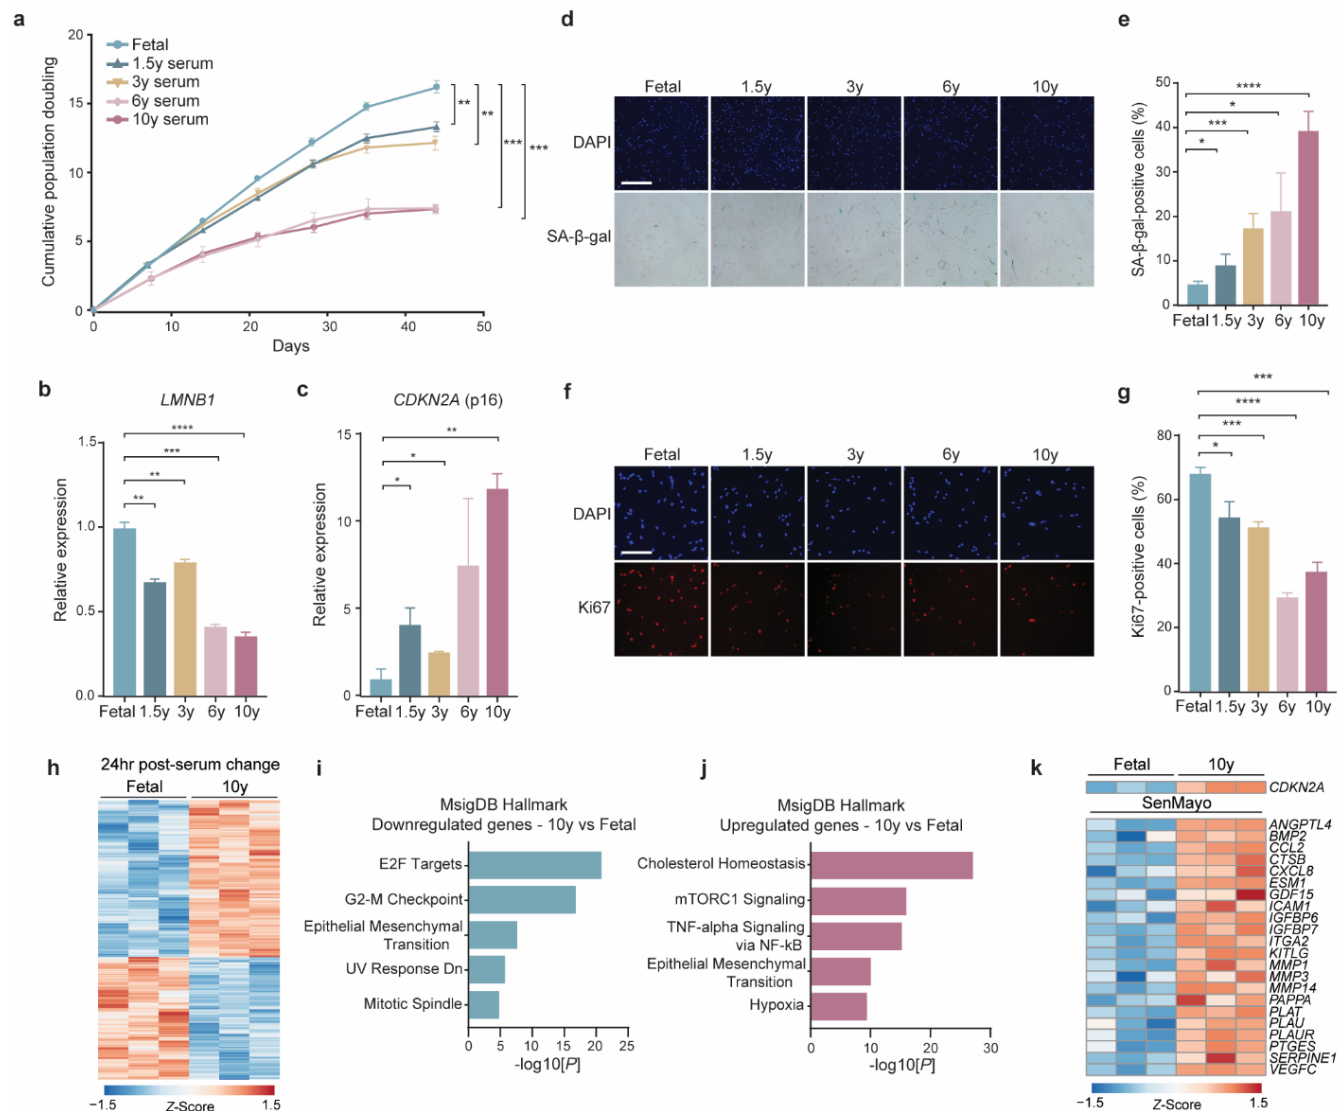 a
20
15
10
5
0
Cumulative population doubling
Fetal
1.5y serum
3y serum
6y serum
10y serum
**
**
***
***
0 10 20 30 40 50
Days
b
LMNB1
****
***
**
**
1.5
1.0
0.5
0.0
Relative expression
Fetal 1.5y 3y 6y 10y
c
CDKN2A (p16)
**
*
*
15
10
5
0
Relative expression
Fetal 1.5y 3y 6y 10y
d
Fetal 1.5y 3y 6y 10y
DAPI
SA-β-gal
e
****
*
***
*
50
40
30
20
10
0
SA-β-gal-positive cells (%)
Fetal 1.5y 3y 6y 10y
f
Fetal 1.5y 3y 6y 10y
DAPI
Ki67
g
***
****
***
*
80
60
40
20
0
Ki67-positive cells (%)
Fetal 1.5y 3y 6y 10y
h
24hr post-serum change
Fetal 10y
−1.5 1.5
Z-Score
i
MsigDB Hallmark
Downregulated genes - 10y vs Fetal
E2F Targets
G2-M Checkpoint
Epithelial Mesenchymal
Transition
UV Response Dn
Mitotic Spindle
0 5 10 15 20 25
-log10[P]
j
MsigDB Hallmark
Upregulated genes - 10y vs Fetal
Cholesterol Homeostasis
mTORC1 Signaling
TNF-alpha Signaling
via NF-kB
Epithelial Mesenchymal
Transition
Hypoxia
0 10 20 30
-log10[P]
k
Fetal 10y
CDKN2A
SenMayo
ANGPTL4
BMP2
CCL2
CTSB
CXCL8
ESM1
GDF15
ICAM1
IGFBP6
IGFBP7
ITGA2
KITLG
MMP1
MMP3
MMP14
PAPPA
PLAT
PLAU
PLAUR
PTGES
SERPINE1
VEGFC
−1.5 1.5
Z-Score